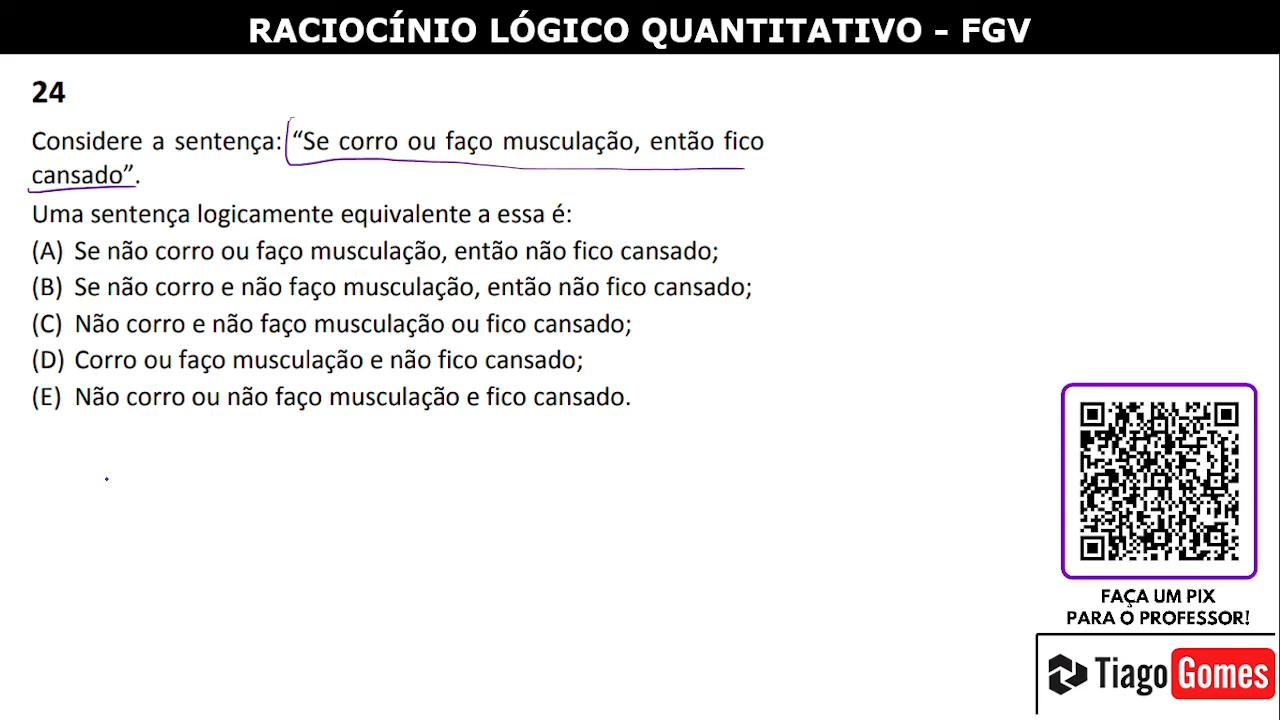 RACIOCÍNIO LÓGICO QUANTITATIVO - FGV
24
Considere a sentença: “Se corro ou faço musculação, então fico
cansado”.
Uma sentença logicamente equivalente a essa é:
(A) Se não corro ou faço musculação, então não fico cansado;
(B) Se não corro e não faço musculação, então não fico cansado;
(C) Não corro e não faço musculação ou fico cansado;
(D) Corro ou faço musculação e não fico cansado;
(E) Não corro ou não faço musculação e fico cansado.
FAÇA UM PIX
PARA O PROFESSOR!
Tiago Gomes